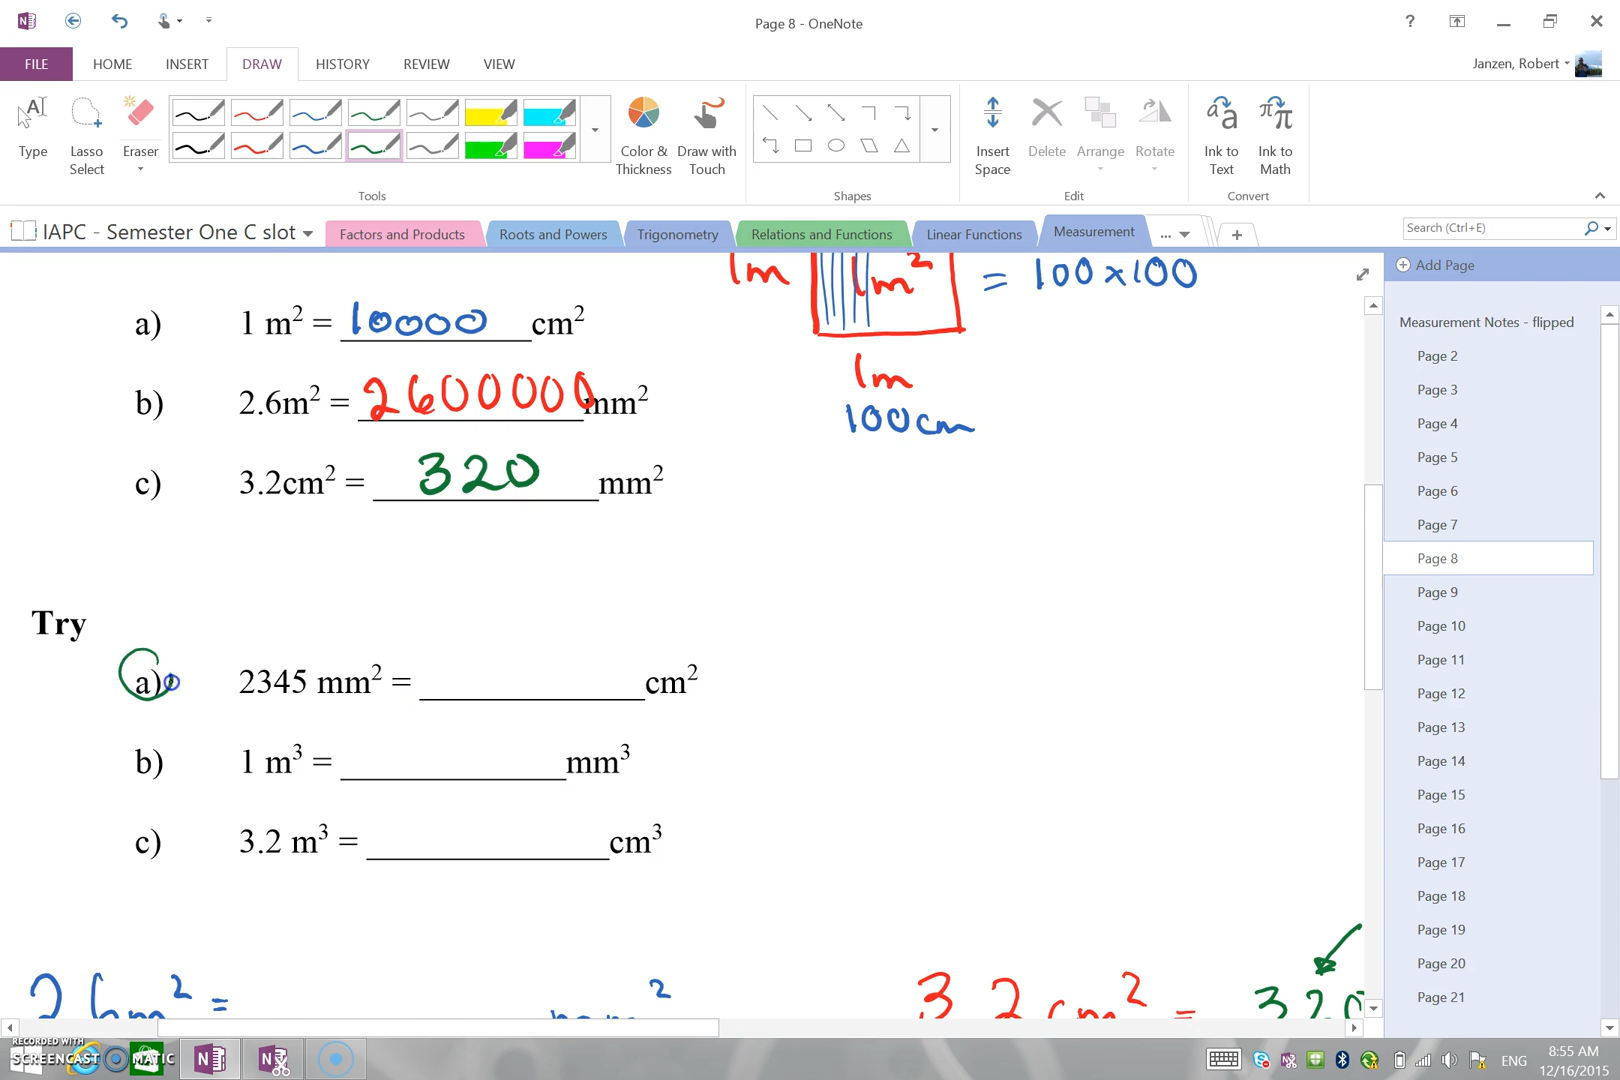 Page 8 - OneNote
FILE HOME INSERT DRAW HISTORY REVIEW VIEW
Janzen, Robert
Type
Lasso Select
Eraser
Color & Thickness
Draw with Touch
Insert Space
Delete
Arrange
Rotate
Ink to Text
Ink to Math
Tools
Shapes
Edit
Convert
IAPC - Semester One C slot
Factors and Products
Roots and Powers
Trigonometry
Relations and Functions
Linear Functions
Measurement
...
Search (Ctrl+E)
Add Page
Measurement Notes - flipped
Page 2
Page 3
Page 4
Page 5
Page 6
Page 7
Page 8
Page 9
Page 10
Page 11
Page 12
Page 13
Page 14
Page 15
Page 16
Page 17
Page 18
Page 19
Page 20
Page 21
1m 1m² = 100 x 100
a) 1 m² = 10000 cm²
1m
100cm
b) 2.6m² = 2600000 mm²
c) 3.2cm² = 320 mm²
Try
a) 2345 mm² = ____ cm²
b) 1 m³ = ____ mm³
c) 3.2 m³ = ____ cm³
RECORDED WITH
SCREENCAST MATIC
ENG
8:55 AM
12/16/2015